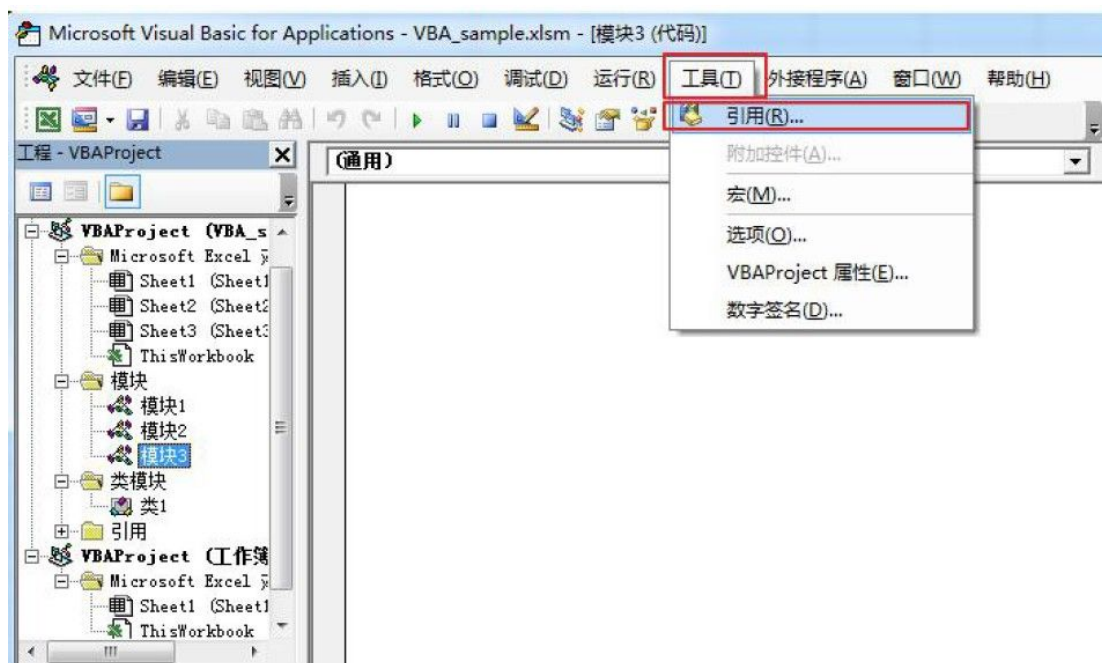 Microsoft Visual Basic for Applications - VBA_sample.xlsm - [模块3 (代码)]
文件(F) 编辑(E) 视图(V) 插入(I) 格式(O) 调试(D) 运行(R) 工具(T) 外接程序(A) 窗口(W) 帮助(H)
引用(R)...
附加控件(A)...
宏(M)...
选项(O)...
VBAProject 属性(E)...
数字签名(D)...
工程 - VBAProject
(通用)
VBAProject (VBA_s
Microsoft Excel
Sheet1 (Sheet1
Sheet2 (Sheet2
Sheet3 (Sheet3
ThisWorkbook
模块
模块1
模块2
模块3
类模块
类1
引用
VBAProject (工作簿
Microsoft Excel
Sheet1 (Sheet1
ThisWorkbook